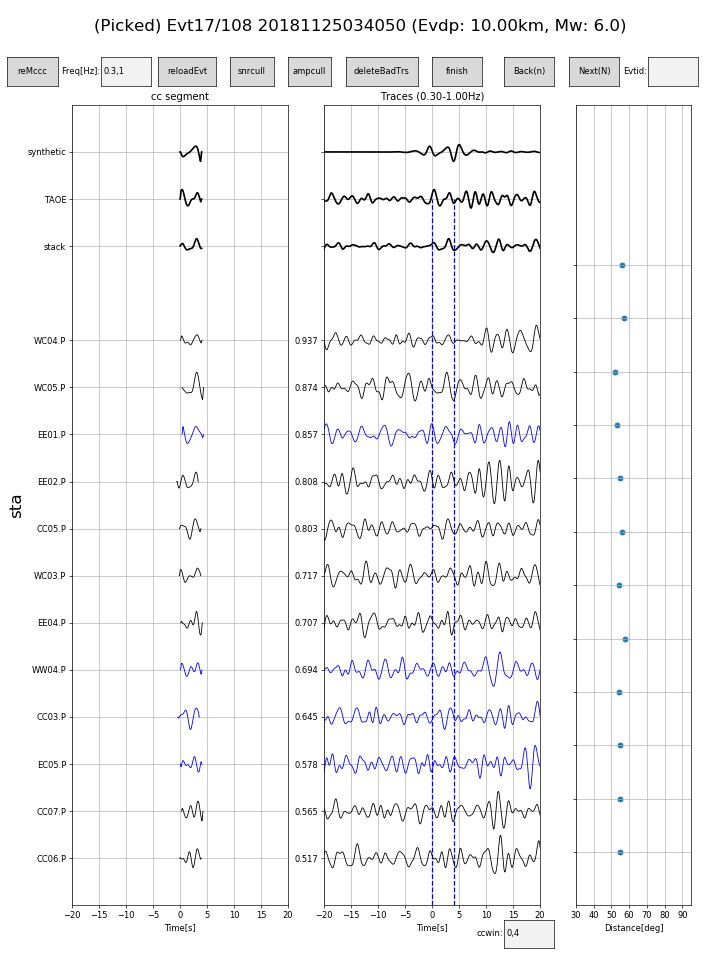 (Picked) Evt17/108 20181125034050 (Evdp: 10.00km, Mw: 6.0)
reMccc Freq[Hz]: 0.3,1 reloadEvt snrcull ampcull deleteBadTrs finish Back(n) Next(N) Evtid:
cc segment Traces (0.30-1.00Hz)
synthetic
TAOE
stack
WC04.P 0.937
WC05.P 0.874
EE01.P 0.857
EE02.P 0.808
CC05.P 0.803
WC03.P 0.717
EE04.P 0.707
WW04.P 0.694
CC03.P 0.645
EC05.P 0.578
CC07.P 0.565
CC06.P 0.517
sta
−20 −15 −10 −5 0 5 10 15 20 −20 −15 −10 −5 0 5 10 15 20 30 40 50 60 70 80 90
Time[s] Time[s] Distance[deg]
ccwin: 0,4